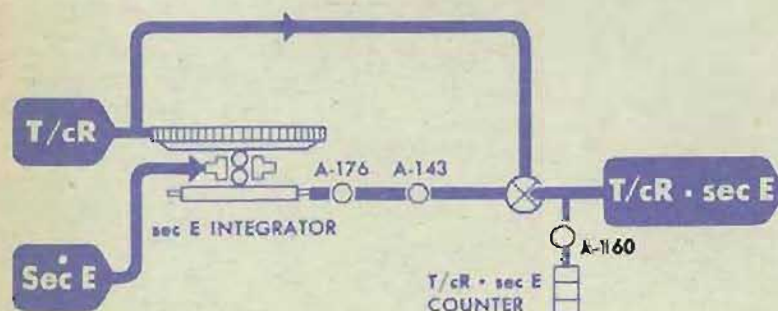 T/cR
A-176
A-143
T/cR • sec E
sec E INTEGRATOR
A-1160
Sec E
T/cR • sec E
COUNTER